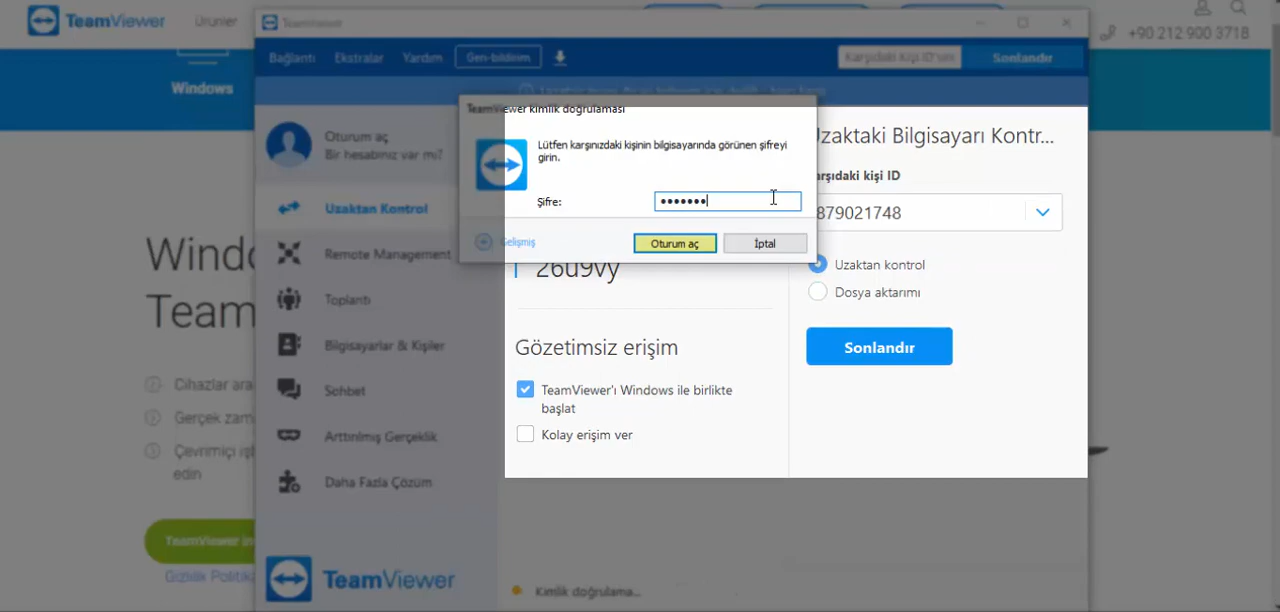 TeamViewer
Ürünler
+90 212 900 3718
Windows
TeamViewer
Bağlantı
Ekstralar
Yardım
Geri-bildirim
Karşıdaki Kişi ID'sini
Sonlandır
Oturum aç
Bir hesabınız var mı?
Uzaktan Kontrol
Remote Management
Toplantı
Bilgisayarlar & Kişiler
Sohbet
Arttırılmış Gerçeklik
Daha Fazla Çözüm
TeamViewer
TeamViewer kimlik doğrulaması
Lütfen karşınızdaki kişinin bilgisayarında görünen şifreyi
girin.
Şifre:
•••••••
Gelişmiş
Oturum aç
İptal
26u9vy
Gözetimsiz erişim
TeamViewer'ı Windows ile birlikte
başlat
Kolay erişim ver
Uzaktaki Bilgisayarı Kontr...
Karşıdaki kişi ID
879021748
Uzaktan kontrol
Dosya aktarımı
Sonlandır
Kimlik doğrulama...
Cihazlar ara
Gerçek zam
Çevrimiçi iş
edin
TeamViewer
Gizlilik Politik